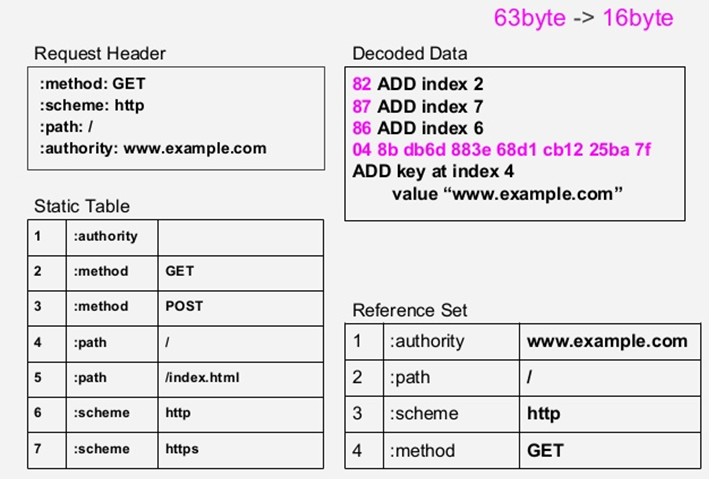 63byte -> 16byte
Request Header
:method: GET
:scheme: http
:path: /
:authority: www.example.com
Decoded Data
82 ADD index 2
87 ADD index 7
86 ADD index 6
04 8b db6d 883e 68d1 cb12 25ba 7f
ADD key at index 4
value “www.example.com”
Static Table
1 :authority
2 :method GET
3 :method POST
4 :path /
5 :path /index.html
6 :scheme http
7 :scheme https
Reference Set
1 :authority www.example.com
2 :path /
3 :scheme http
4 :method GET